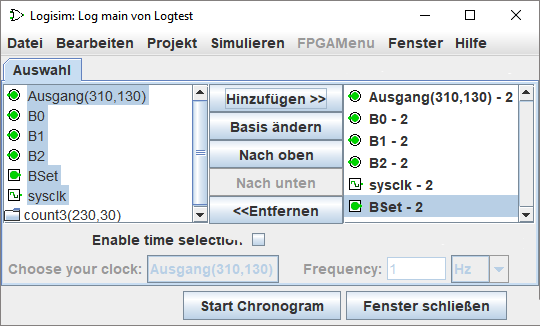 Logisim: Log main von Logtest
Datei Bearbeiten Projekt Simulieren FPGAMenu Fenster Hilfe
Auswahl
Ausgang(310,130)
B0
B1
B2
BSet
sysclk
count3(230,30)
Hinzufügen >>
Basis ändern
Nach oben
Nach unten
<<Entfernen
Ausgang(310,130) - 2
B0 - 2
B1 - 2
B2 - 2
sysclk - 2
BSet - 2
Enable time selection
Choose your clock: Ausgang(310,130) Frequency: 1 Hz
Start Chronogram Fenster schließen